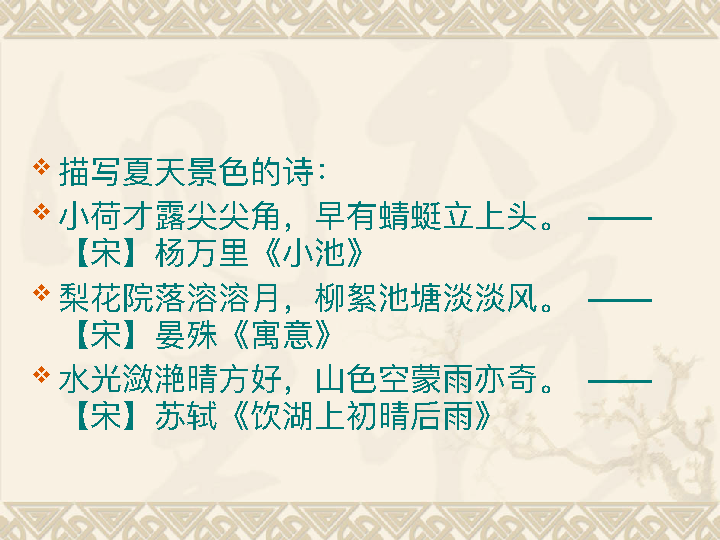 描写夏天景色的诗：
小荷才露尖尖角，早有蜻蜓立上头。 ——
【宋】杨万里《小池》
梨花院落溶溶月，柳絮池塘淡淡风。 ——
【宋】晏殊《寓意》
水光潋滟晴方好，山色空蒙雨亦奇。 ——
【宋】苏轼《饮湖上初晴后雨》